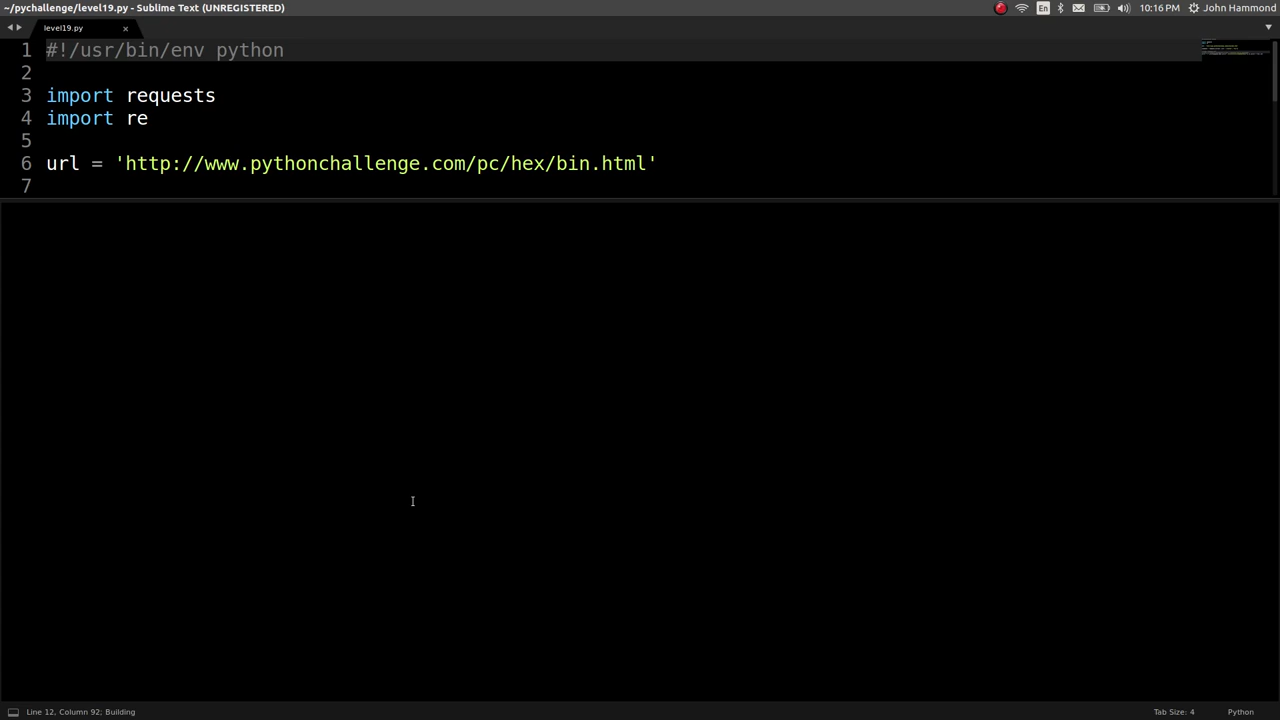 ~/pychallenge/level19.py - Sublime Text (UNREGISTERED)
En
10:16 PM
John Hammond
level19.py
1 #!/usr/bin/env python
2
3 import requests
4 import re
5
6 url = 'http://www.pythonchallenge.com/pc/hex/bin.html'
7
Line 12, Column 92; Building
Tab Size: 4
Python